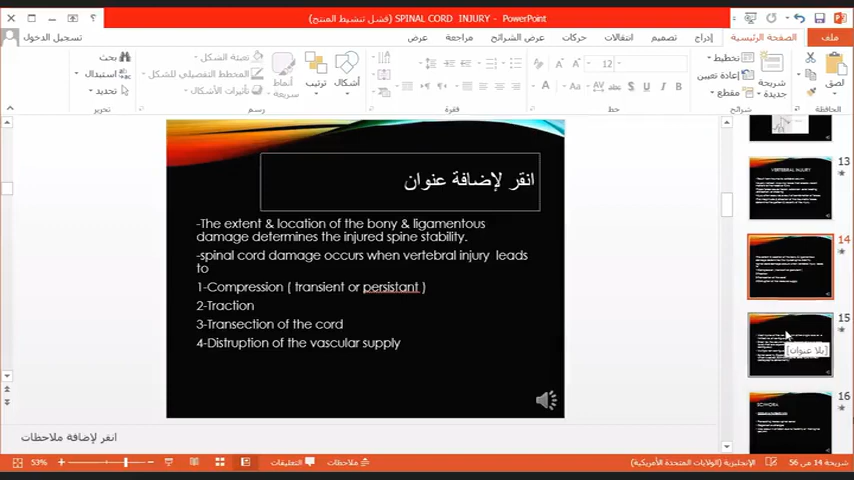 SPINAL CORD INJURY - PowerPoint (فشل تنشيط المنتج)
ملف
الصفحة الرئيسية
إدراج
تصميم
انتقالات
حركات
عرض الشرائح
مراجعة
عرض
تسجيل الدخول
لصق
الحافظة
شريحة جديدة
تخطيط
إعادة تعيين
مقطع
شرائح
12
خط
فقرة
أشكال
ترتيب
أنماط سريعة
تعبئة الشكل
المخطط التفصيلي للشكل
تأثيرات الأشكال
رسم
بحث
استبدال
تحديد
تحرير
انقر لإضافة عنوان
-The extent & location of the bony & ligamentous
damage determines the injured spine stability.
-spinal cord damage occurs when vertebral injury leads
to
1-Compression ( transient or persistant )
2-Traction
3-Transection of the cord
4-Distruption of the vascular supply
13
VERTEBRAL INJURY
14
15
[بلا عنوان]
16
SCIWORA
انقر لإضافة ملاحظات
شريحة 14 من 56
الإنجليزية (الولايات المتحدة الأمريكية)
ملاحظات
التعليقات
53%